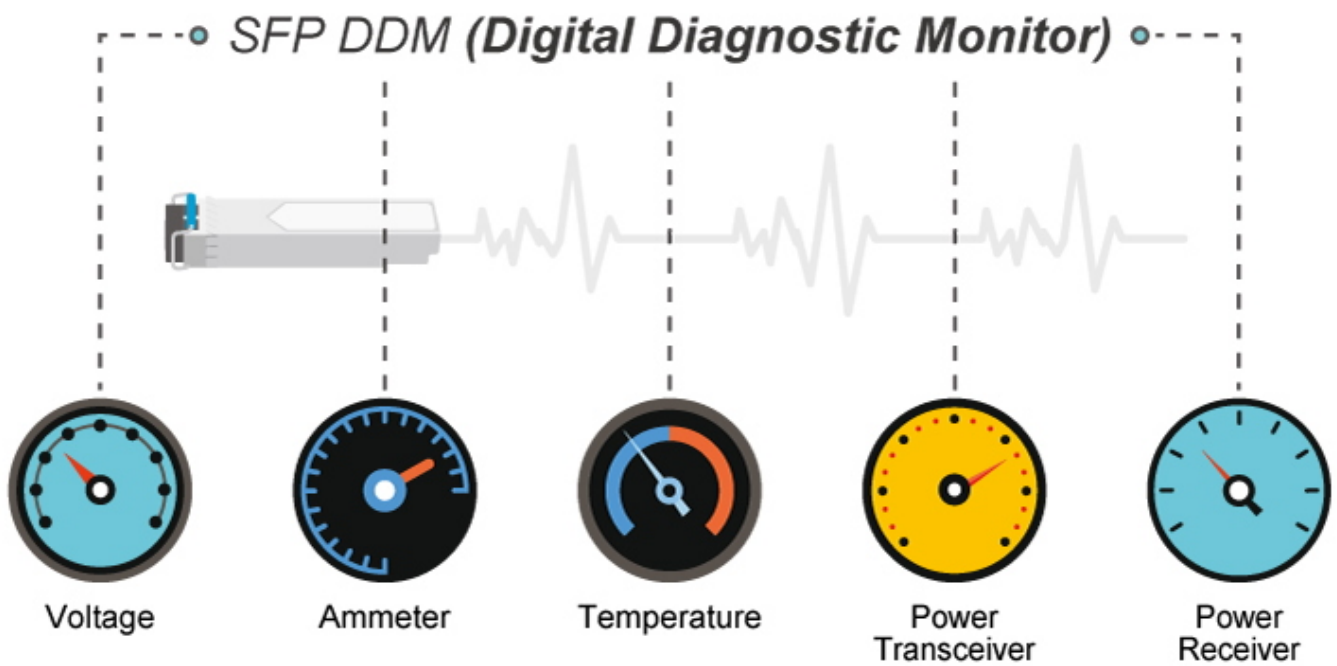 SFP DDM (Digital Diagnostic Monitor)
Voltage
Ammeter
Temperature
Power
Transceiver
Power
Receiver